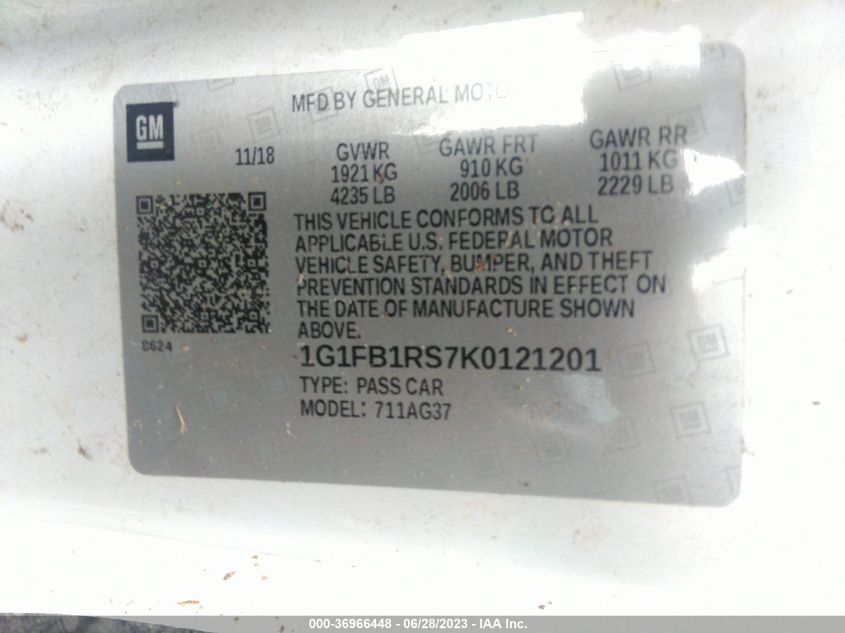 MFD BY GENERAL MOTO
GM
11/18
GVWR
1921 KG
4235 LB
GAWR FRT
910 KG
2006 LB
GAWR RR
1011 KG
2229 LB
THIS VEHICLE CONFORMS TO ALL
APPLICABLE U.S. FEDERAL MOTOR
VEHICLE SAFETY, BUMPER, AND THEFT
PREVENTION STANDARDS IN EFFECT ON
THE DATE OF MANUFACTURE SHOWN
ABOVE.
8624
1G1FB1RS7K0121201
TYPE: PASS CAR
MODEL: 711AG37
000-36966448 - 06/28/2023 - IAA Inc.